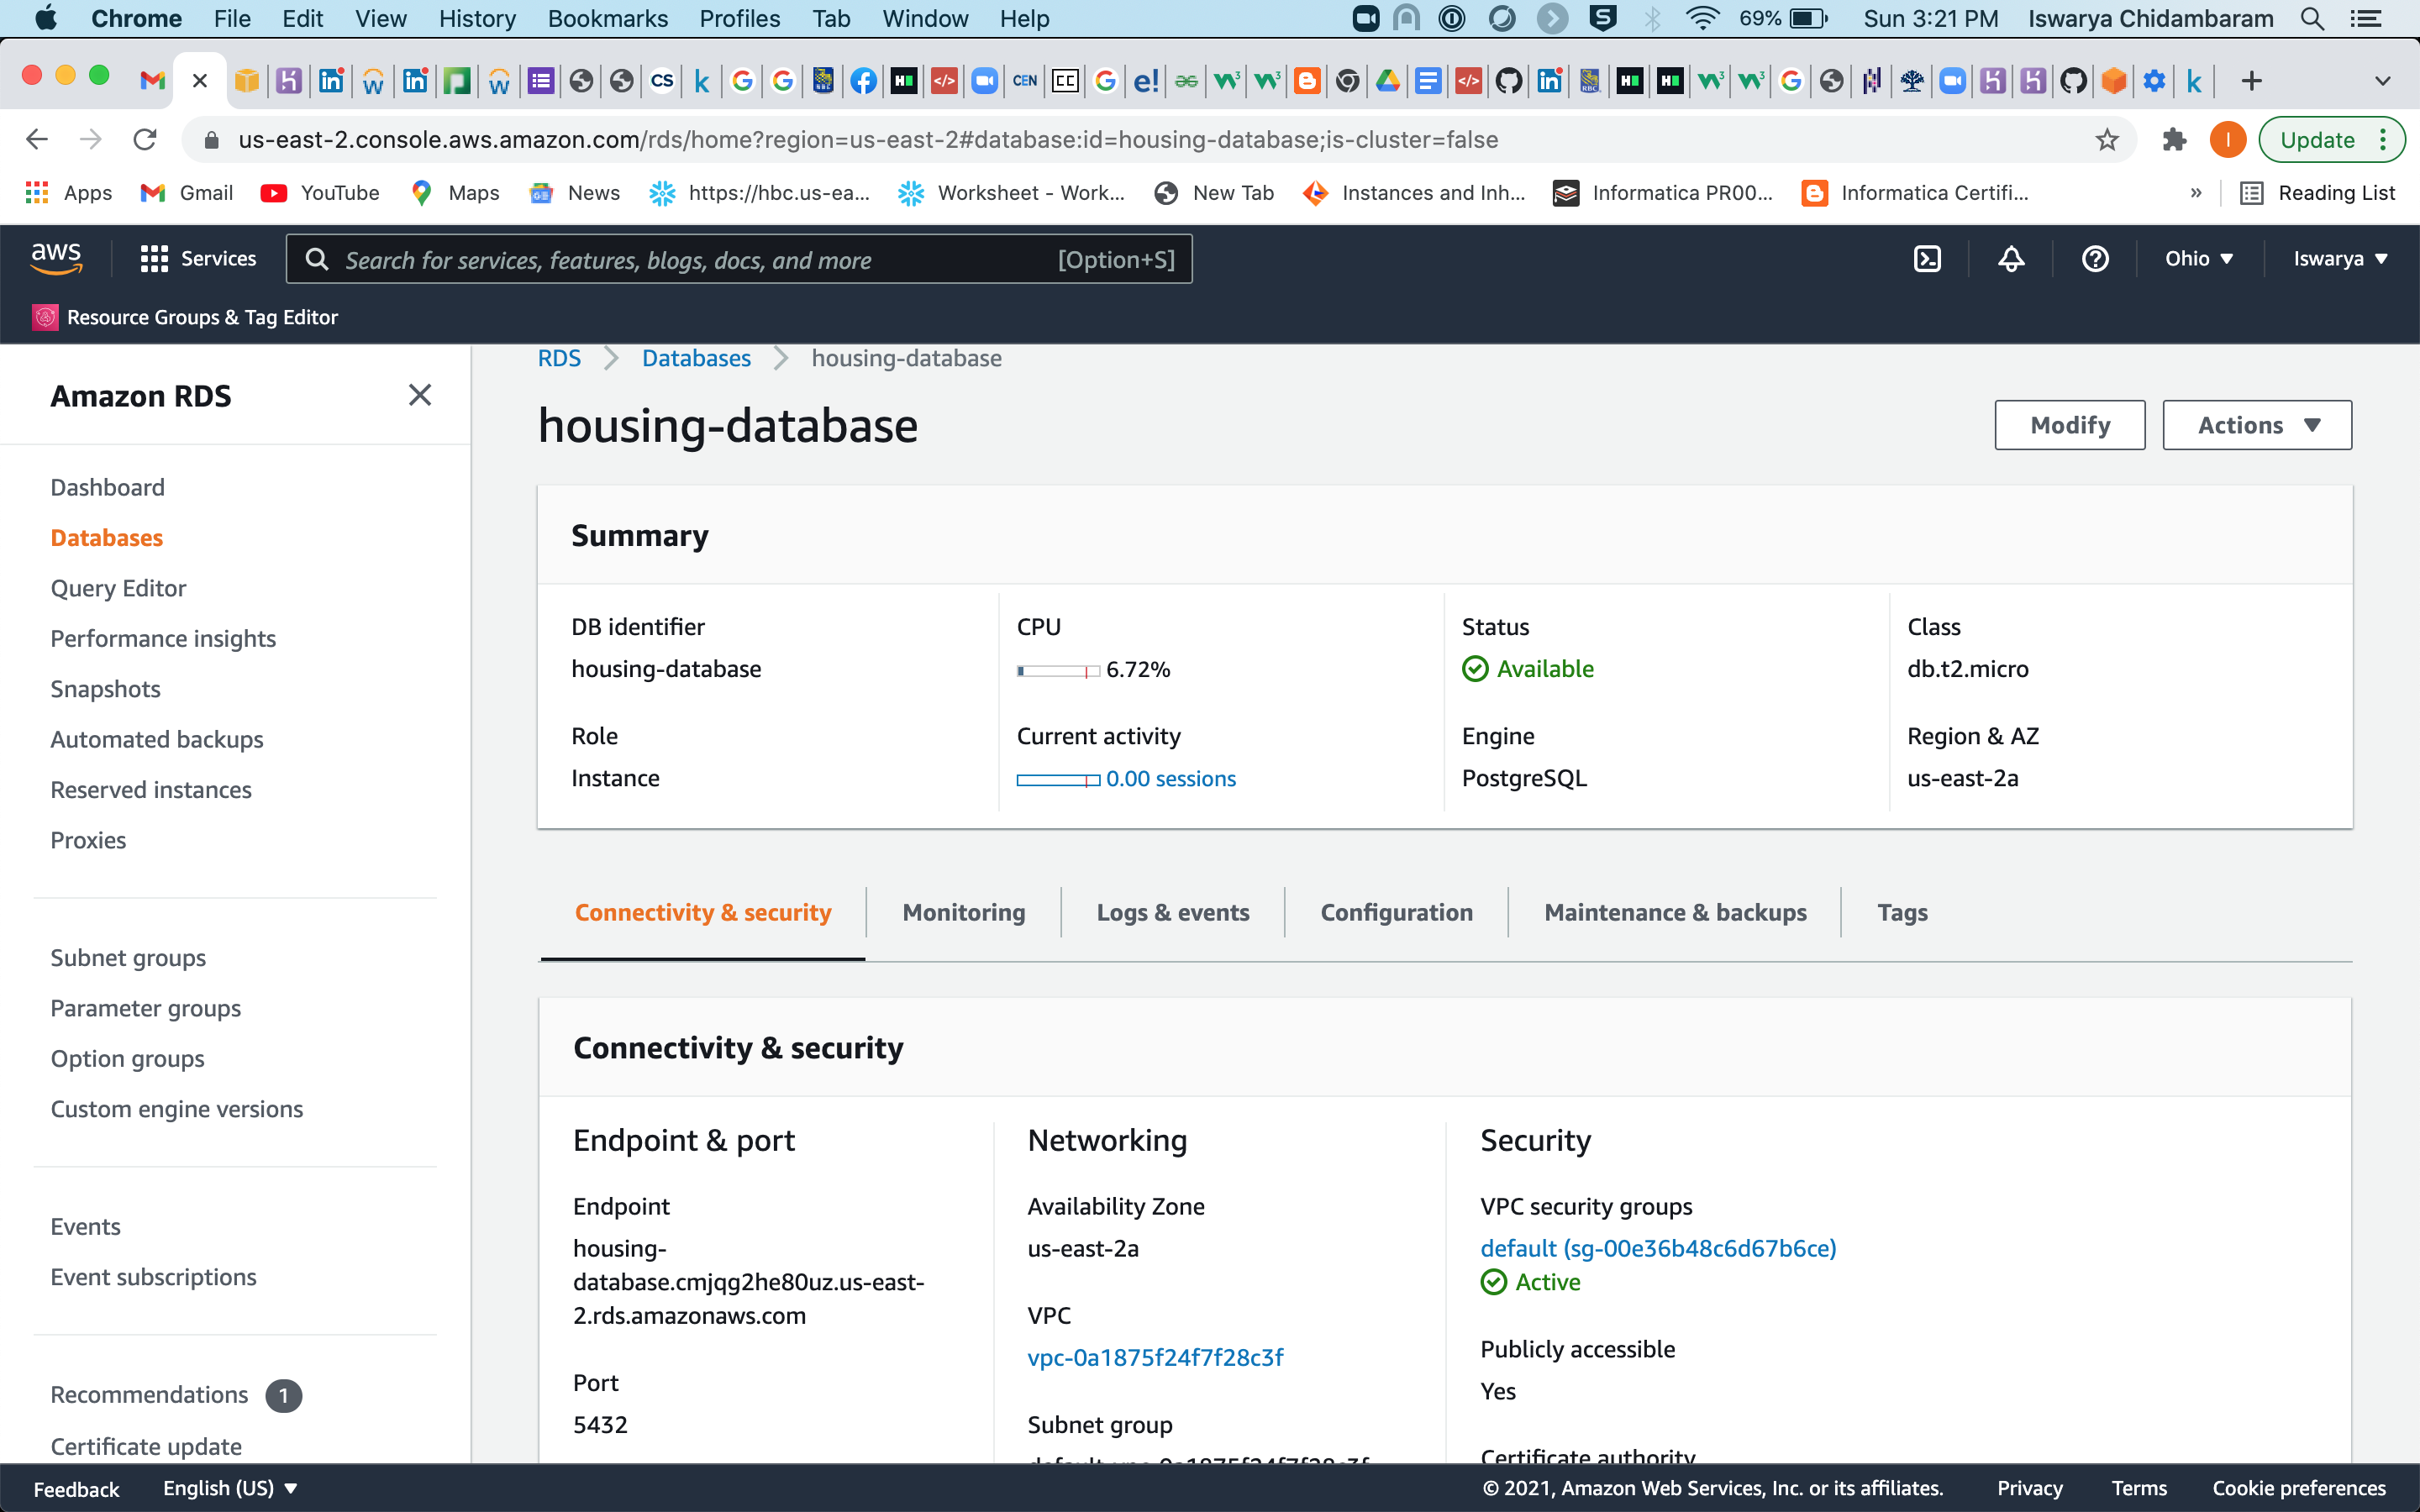 Chrome File Edit View History Bookmarks Profiles Tab Window Help 69% Sun 3:21 PM Iswarya Chidambaram
us-east-2.console.aws.amazon.com/rds/home?region=us-east-2#database:id=housing-database;is-cluster=false I Update
Apps Gmail YouTube Maps News https://hbc.us-ea... Worksheet - Work... New Tab Instances and Inh... Informatica PR00... Informatica Certifi... » Reading List
aws Services Search for services, features, blogs, docs, and more [Option+S] Ohio Iswarya
Resource Groups & Tag Editor
Amazon RDS
Dashboard
Databases
Query Editor
Performance insights
Snapshots
Automated backups
Reserved instances
Proxies
Subnet groups
Parameter groups
Option groups
Custom engine versions
Events
Event subscriptions
Recommendations 1
Certificate update
RDS Databases housing-database
housing-database
Modify Actions
Summary
DB identifier
housing-database
CPU
6.72%
Status
Available
Class
db.t2.micro
Role
Instance
Current activity
0.00 sessions
Engine
PostgreSQL
Region & AZ
us-east-2a
Connectivity & security Monitoring Logs & events Configuration Maintenance & backups Tags
Connectivity & security
Endpoint & port
Endpoint
housing-
database.cmjqg2he80uz.us-east-
2.rds.amazonaws.com
Port
5432
Networking
Availability Zone
us-east-2a
VPC
vpc-0a1875f24f7f28c3f
Subnet group
default-vpc-0a1875f24f7f28c3f
Security
VPC security groups
default (sg-00e36b48c6d67b6ce)
Active
Publicly accessible
Yes
Certificate authority
Feedback English (US) © 2021, Amazon Web Services, Inc. or its affiliates. Privacy Terms Cookie preferences